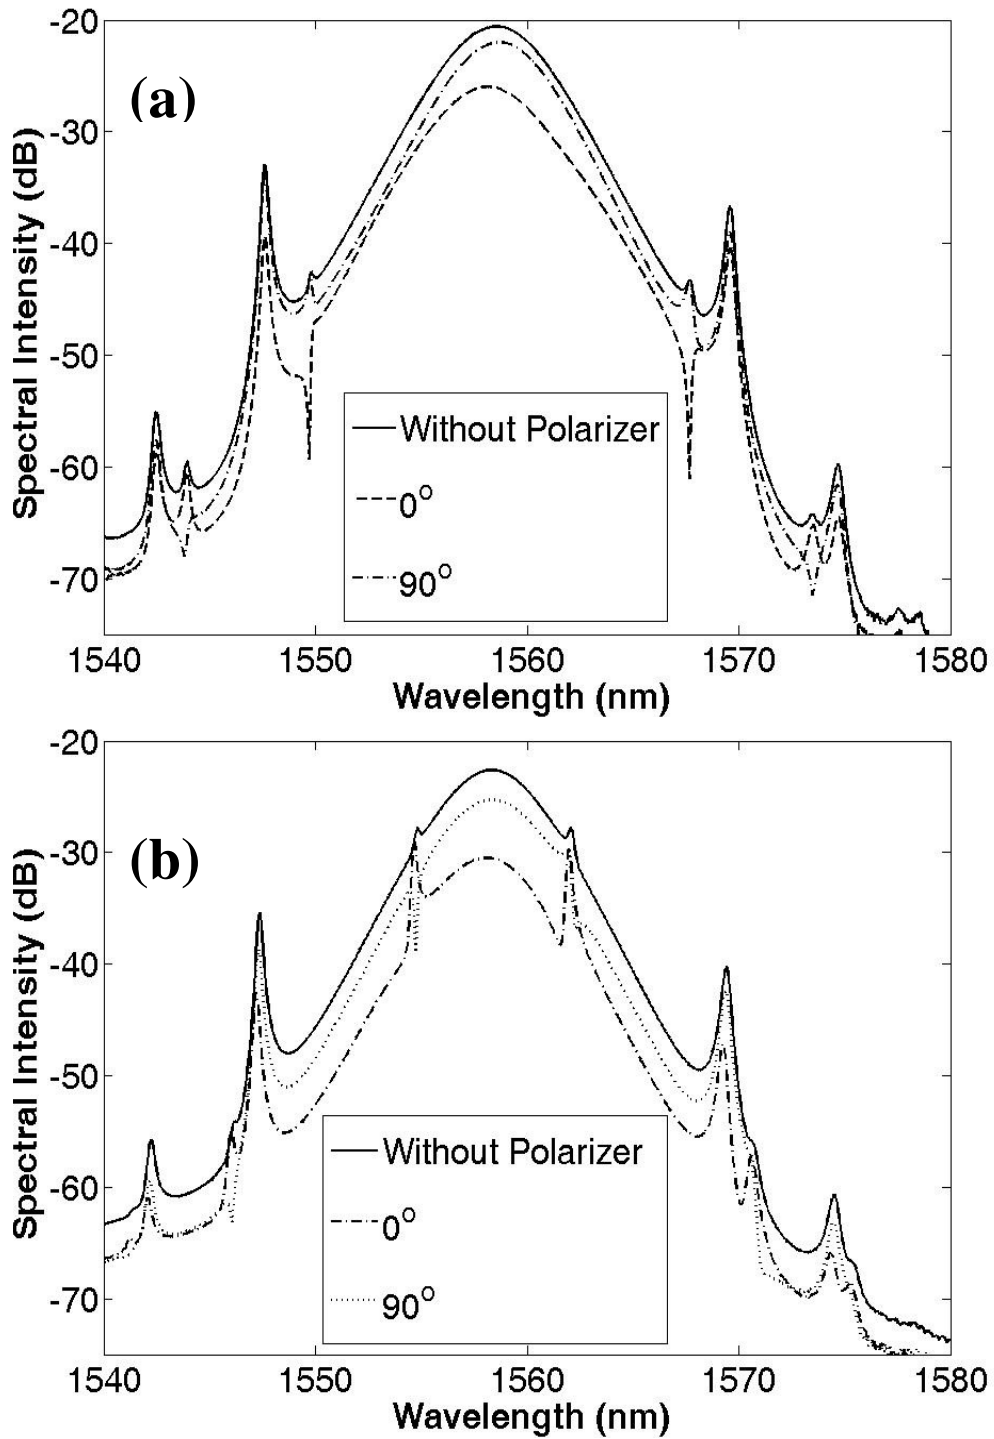 (a)
Spectral Intensity (dB)
-20
-30
-40
-50
-60
-70
Without Polarizer
0°
90°
1540 1550 1560 1570 1580
Wavelength (nm)
(b)
Spectral Intensity (dB)
-20
-30
-40
-50
-60
-70
Without Polarizer
0°
90°
1540 1550 1560 1570 1580
Wavelength (nm)